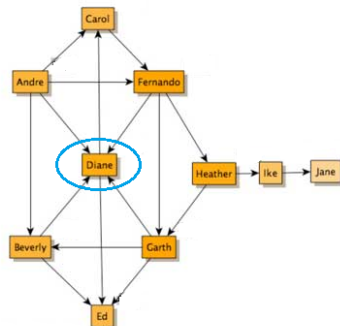 Carol
Andre
Fernando
Diane
Heather
Ike
Jane
Beverly
Garth
Ed